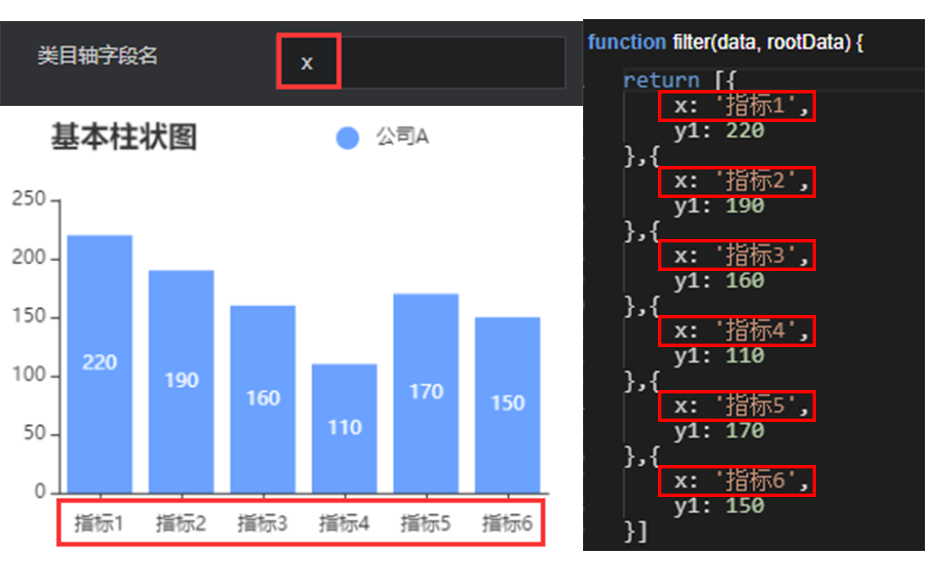 类目轴字段名
x
基本柱状图
公司A
250
200
150
100
50
0
220
190
160
110
170
150
指标1 指标2 指标3 指标4 指标5 指标6
function filter(data, rootData) {
return [{
x: '指标1',
y1: 220
},{
x: '指标2',
y1: 190
},{
x: '指标3',
y1: 160
},{
x: '指标4',
y1: 110
},{
x: '指标5',
y1: 170
},{
x: '指标6',
y1: 150
}]